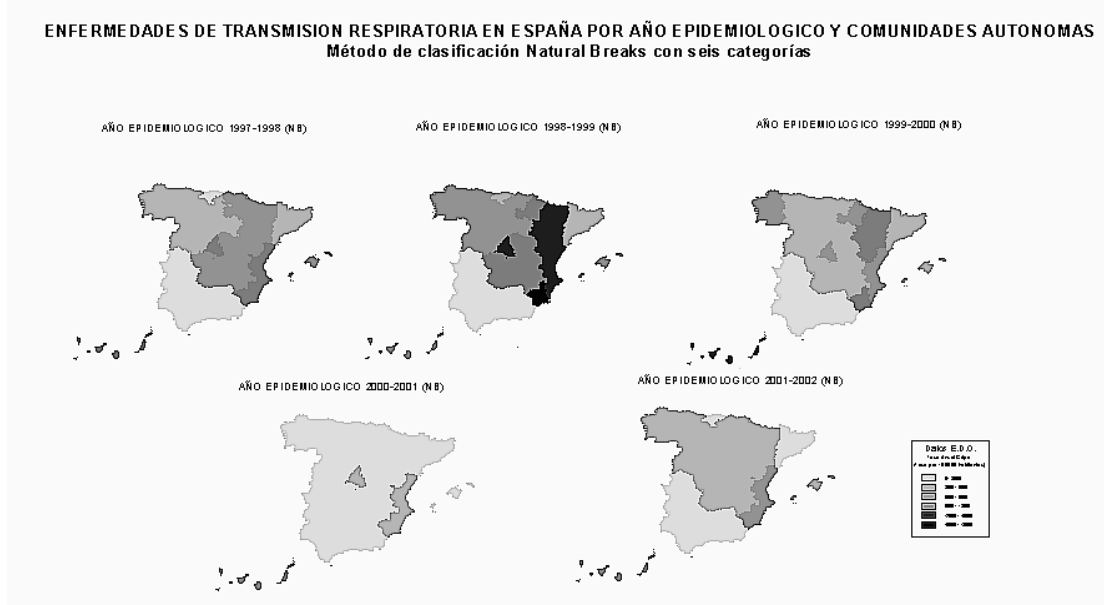 ENFERMEDADES DE TRANSMISION RESPIRATORIA EN ESPAÑA POR AÑO EPIDEMIOLOGICO Y COMUNIDADES AUTONOMAS
Método de clasificación Natural Breaks con seis categorías
AÑO EPIDEMIOLOGICO 1997-1998 (NB)
AÑO EPIDEMIOLOGICO 1998-1999 (NB)
AÑO EPIDEMIOLOGICO 1999-2000 (NB)
AÑO EPIDEMIOLOGICO 2000-2001 (NB)
AÑO EPIDEMIOLOGICO 2001-2002 (NB)
Datos E.D.O.